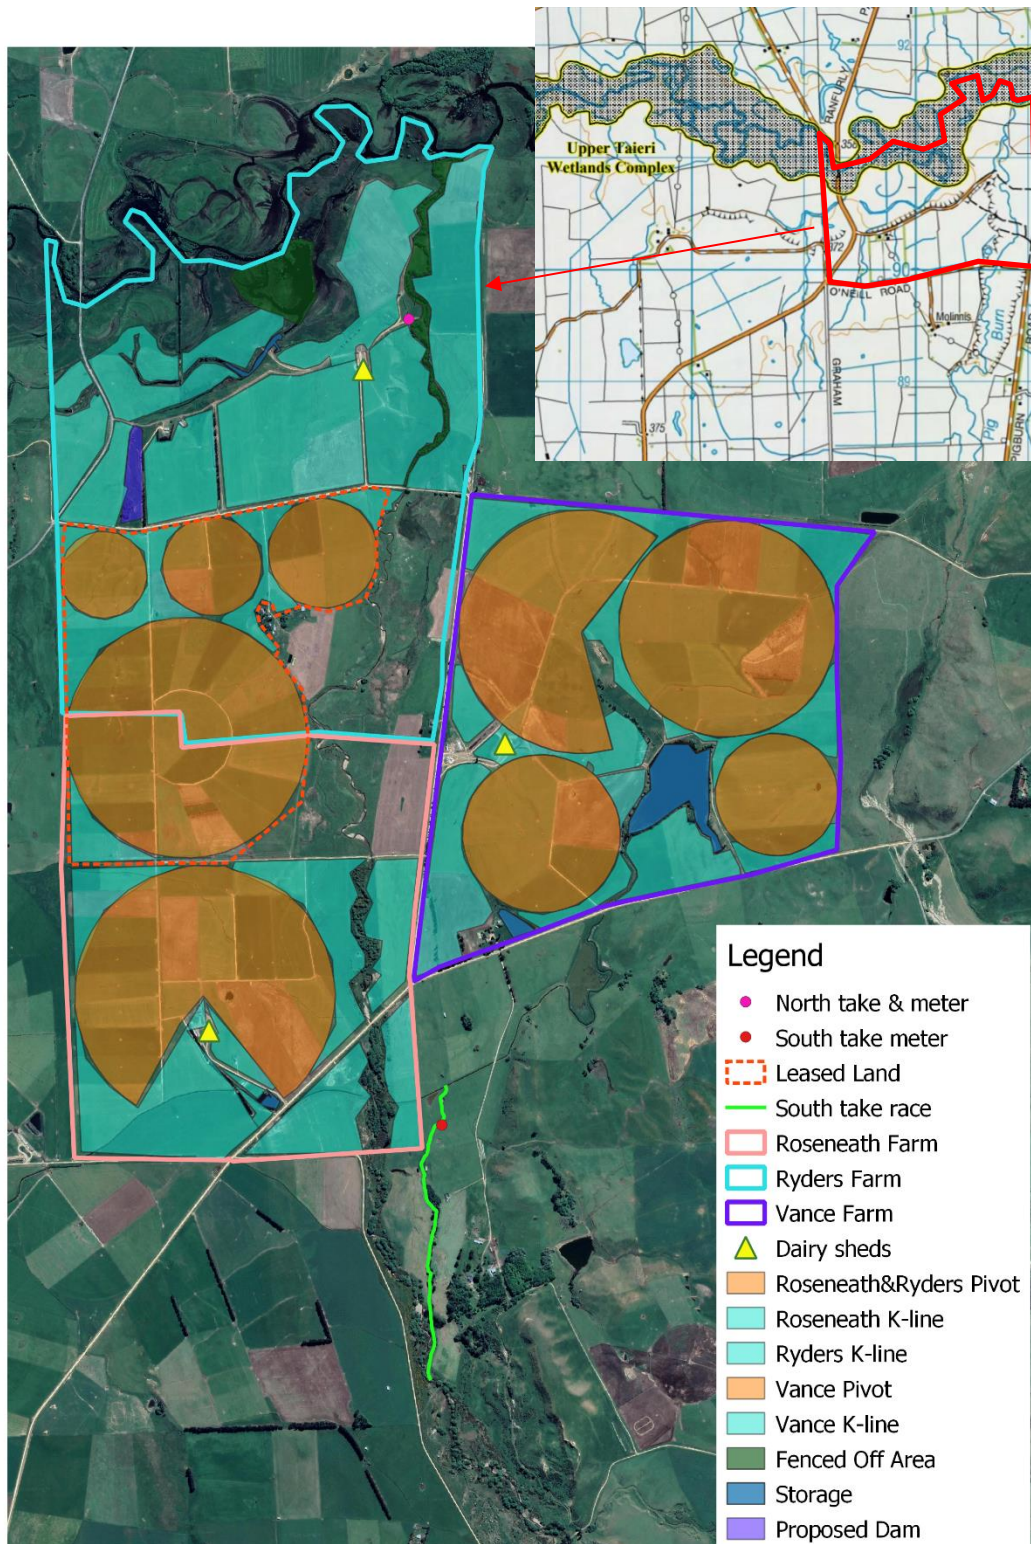 92
RANFURLY
358
Upper Taieri
Wetlands Complex
372
90
O'NEILL ROAD
Molinnis
Pig Burn
GRAHAM
89
375
PIGBURN
Legend
North take & meter
South take meter
Leased Land
South take race
Roseneath Farm
Ryders Farm
Vance Farm
Dairy sheds
Roseneath&Ryders Pivot
Roseneath K-line
Ryders K-line
Vance Pivot
Vance K-line
Fenced Off Area
Storage
Proposed Dam